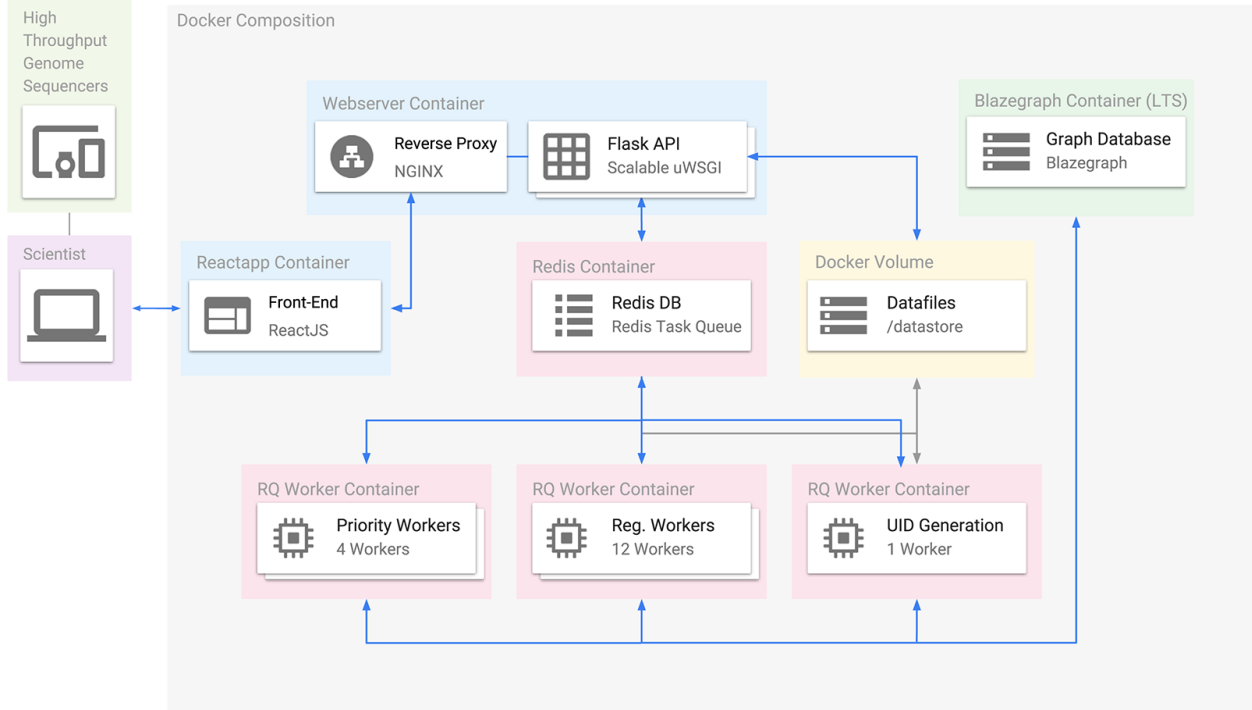 High
Throughput
Genome
Sequencers
Docker Composition
Webserver Container
Reverse Proxy
NGINX
Flask API
Scalable uWSGI
Blazegraph Container (LTS)
Graph Database
Blazegraph
Scientist
Reactapp Container
Front-End
ReactJS
Redis Container
Redis DB
Redis Task Queue
Docker Volume
Datafiles
/datastore
RQ Worker Container
Priority Workers
4 Workers
RQ Worker Container
Reg. Workers
12 Workers
RQ Worker Container
UID Generation
1 Worker